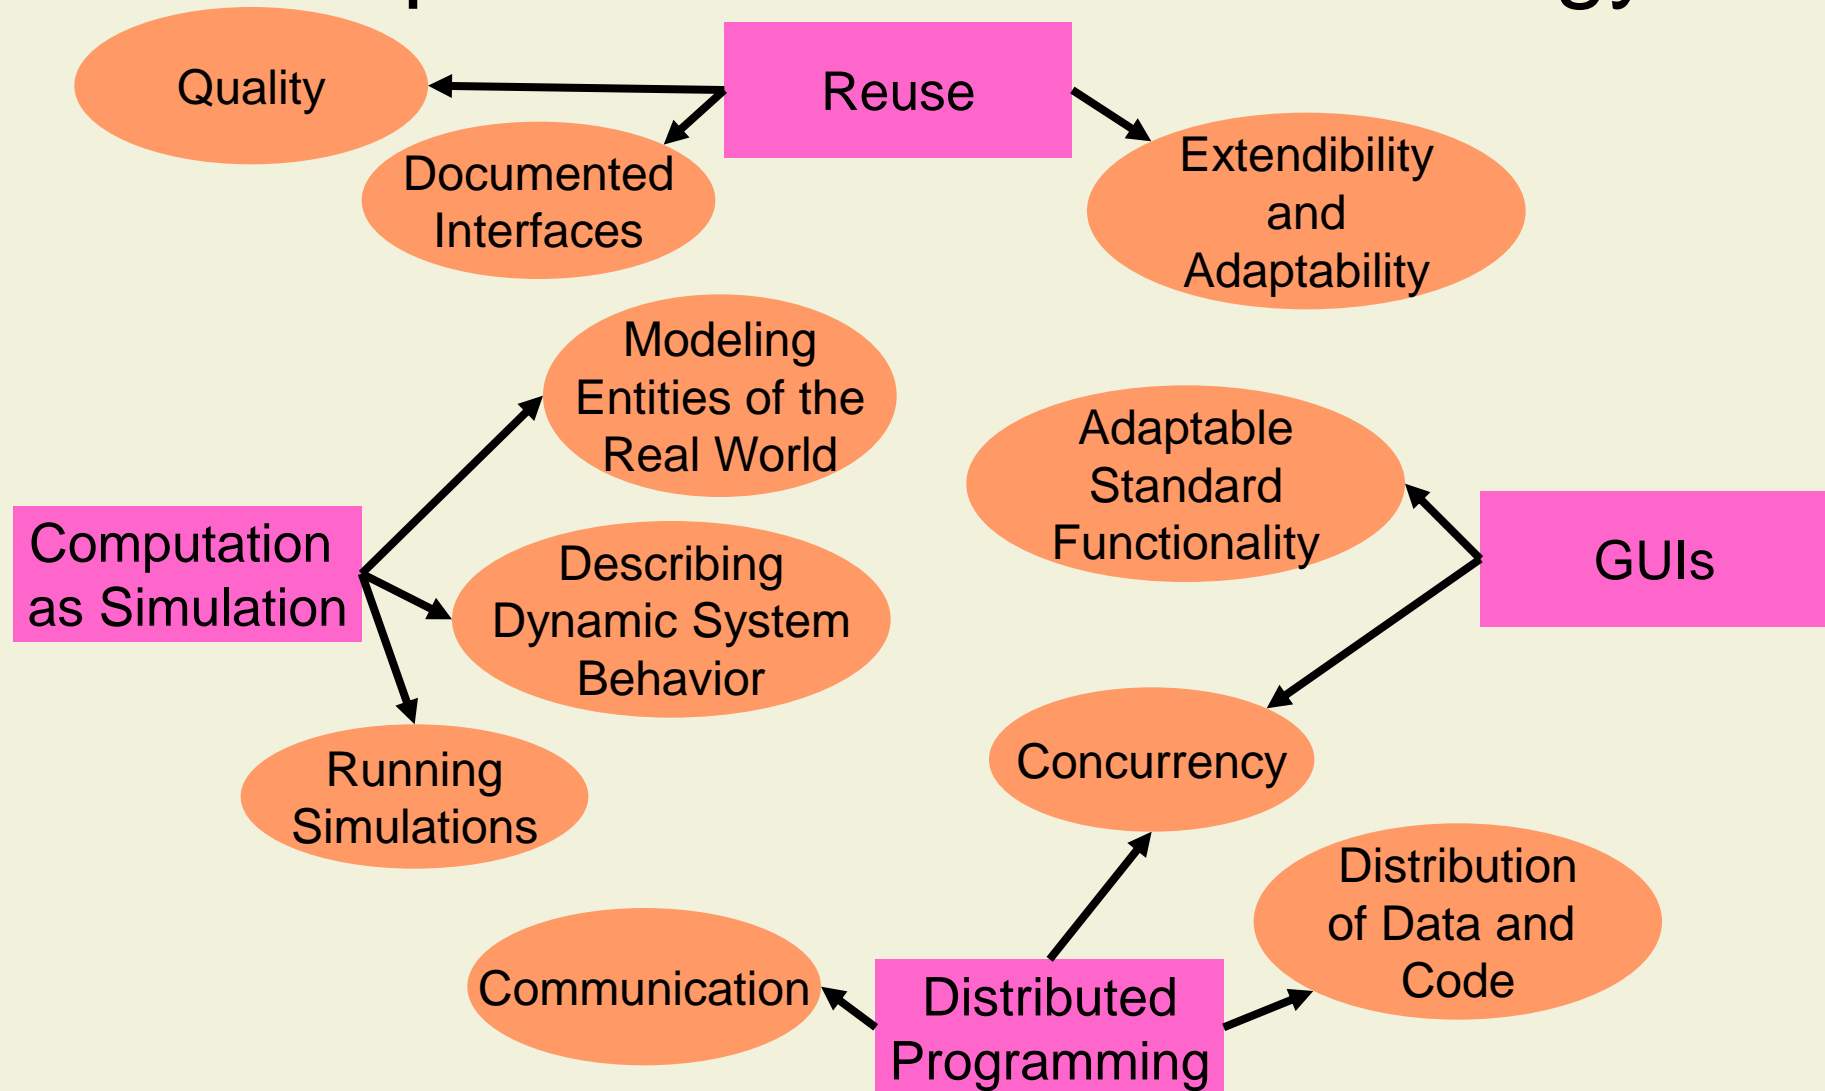 Quality
Reuse
Documented
Interfaces
Extendibility
and
Adaptability
Modeling
Entities of the
Real World
Adaptable
Standard
Functionality
Computation
as Simulation
Describing
Dynamic System
Behavior
GUIs
Running
Simulations
Concurrency
Distribution
of Data and
Code
Communication
Distributed
Programming